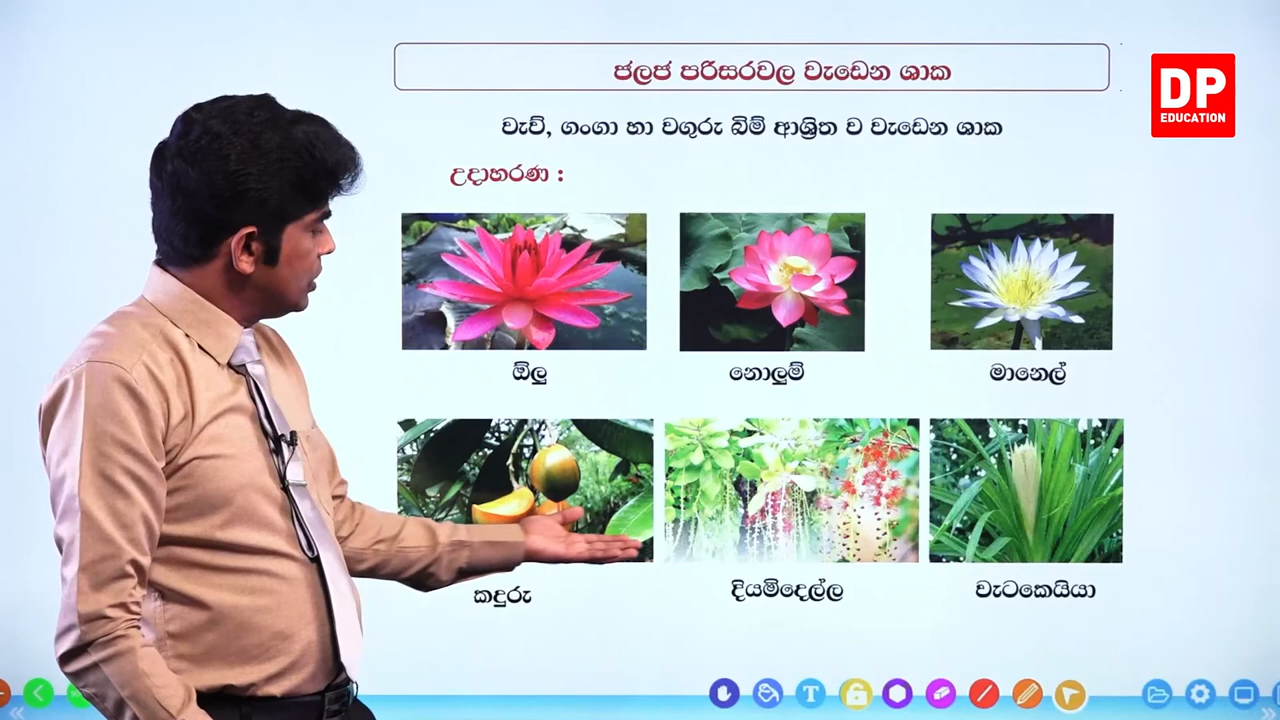 ජලජ පරිසරවල වැඩෙන ශාක
DP
EDUCATION
වැව්, ගංගා හා වගුරු බිම් ආශ්‍රිත ව වැඩෙන ශාක
උදාහරණ :
ඕලු
නෙලුම්
මානෙල්
කදුරු
දියමිදෙල්ල
වැටකෙයියා
T